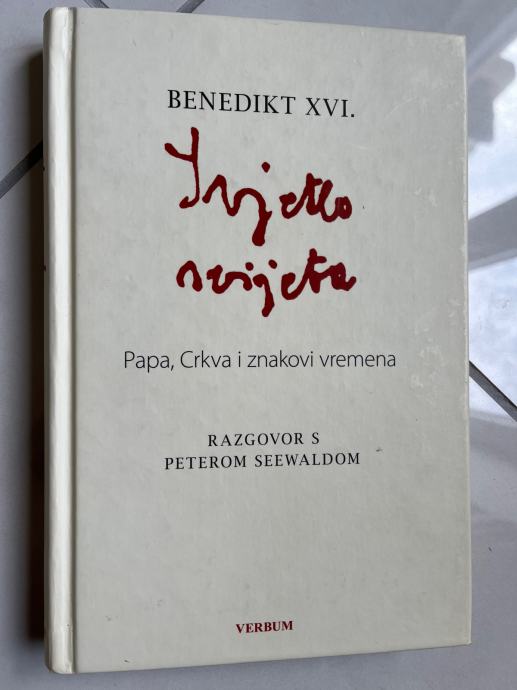 BENEDIKT XVI.
Svjetlo
svijeta
Papa, Crkva i znakovi vremena
RAZGOVOR S
PETEROM SEEWALDOM
VERBUM